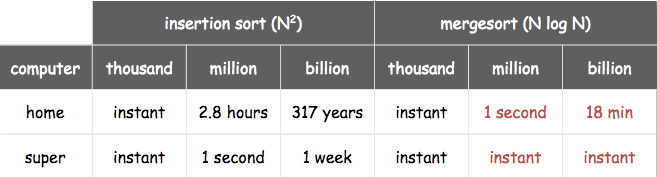 insertion sort (N²) mergesort (N log N)
computer thousand million billion thousand million billion
home instant 2.8 hours 317 years instant 1 second 18 min
super instant 1 second 1 week instant instant instant